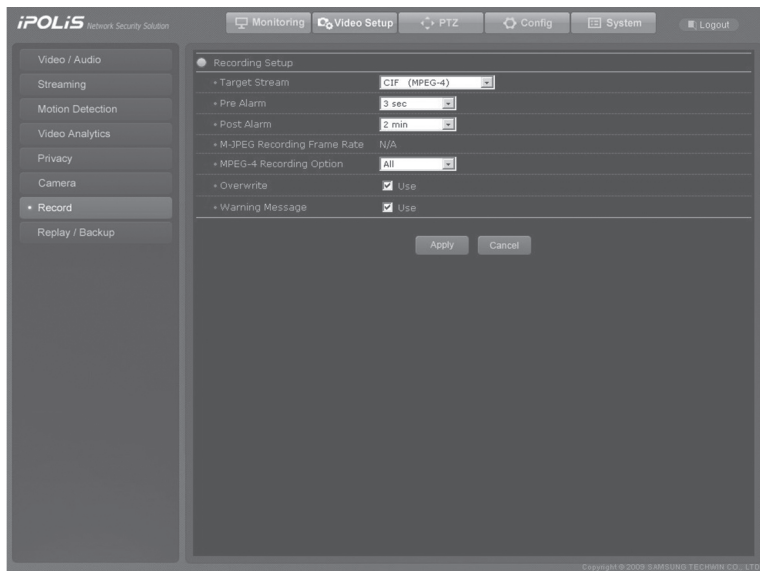 iPOLiS Network Security Solution
Monitoring Video Setup PTZ Config System Logout
Video / Audio
Streaming
Motion Detection
Video Analytics
Privacy
Camera
Record
Replay / Backup
Recording Setup
Target Stream CIF (MPEG-4)
Pre Alarm 3 sec
Post Alarm 2 min
M-JPEG Recording Frame Rate N/A
MPEG-4 Recording Option All
Overwrite Use
Warning Message Use
Apply Cancel
Copyright © 2009 SAMSUNG TECHWIN CO., LTD